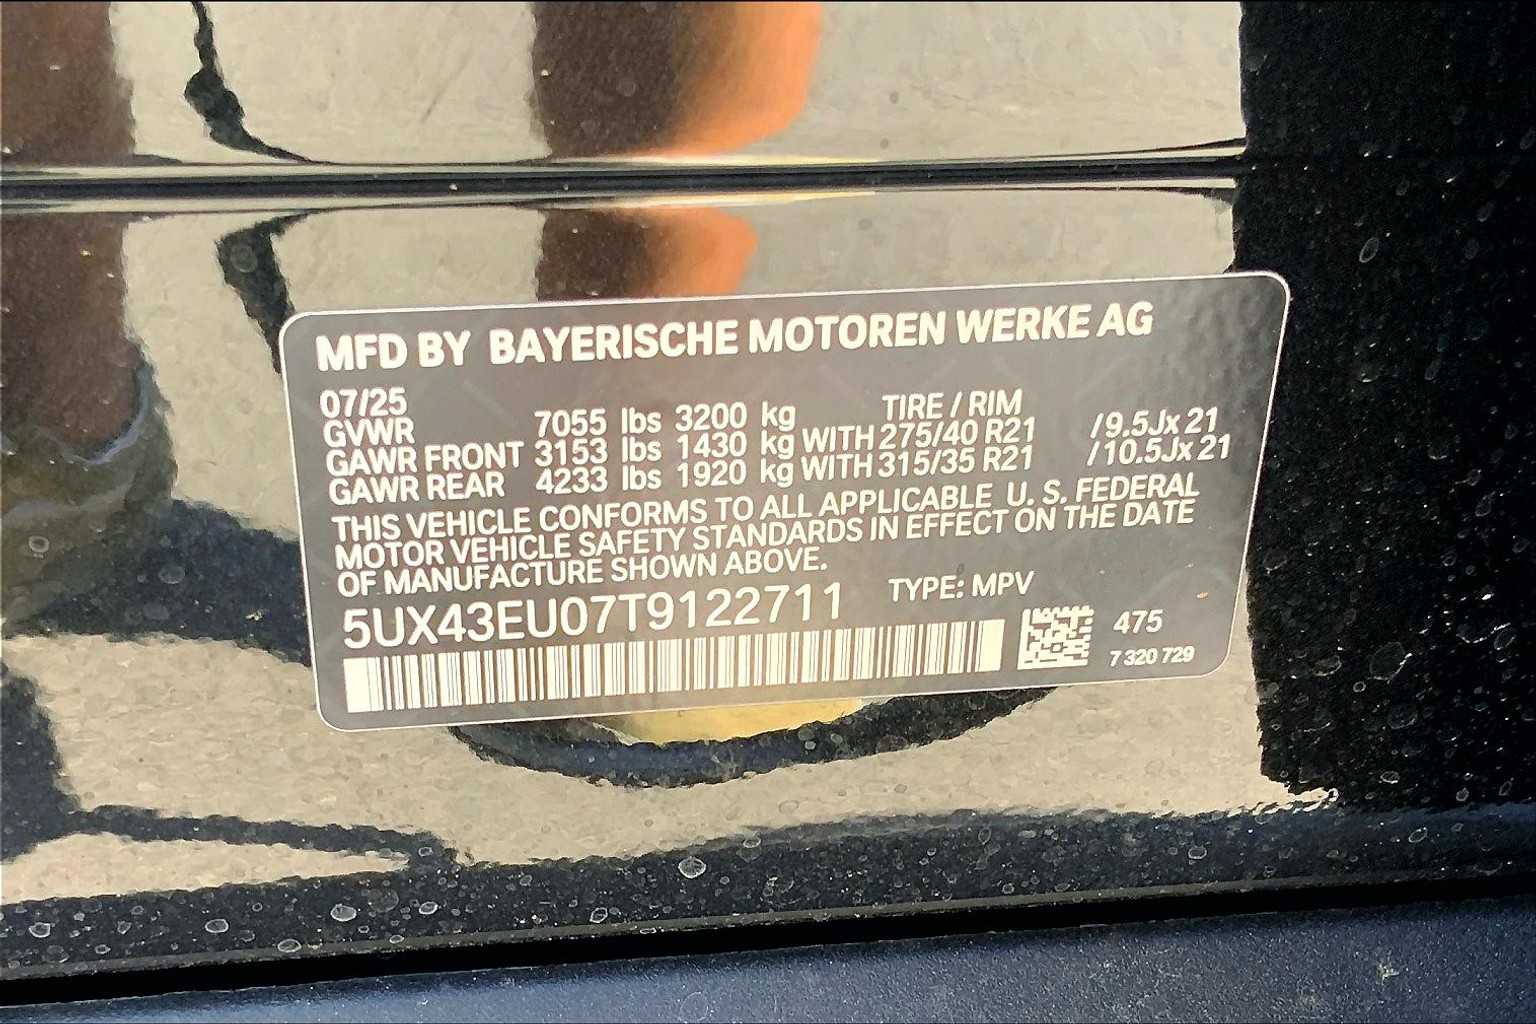 MFD BY BAYERISCHE MOTOREN WERKE AG
07/25 TIRE / RIM
GVWR 7055 lbs 3200 kg
GAWR FRONT 3153 lbs 1430 kg WITH 275/40 R21 /9.5Jx 21
GAWR REAR 4233 lbs 1920 kg WITH 315/35 R21 /10.5Jx 21
THIS VEHICLE CONFORMS TO ALL APPLICABLE U. S. FEDERAL
MOTOR VEHICLE SAFETY STANDARDS IN EFFECT ON THE DATE
OF MANUFACTURE SHOWN ABOVE.
5UX43EU07T9122711 TYPE: MPV
475
7 320 729